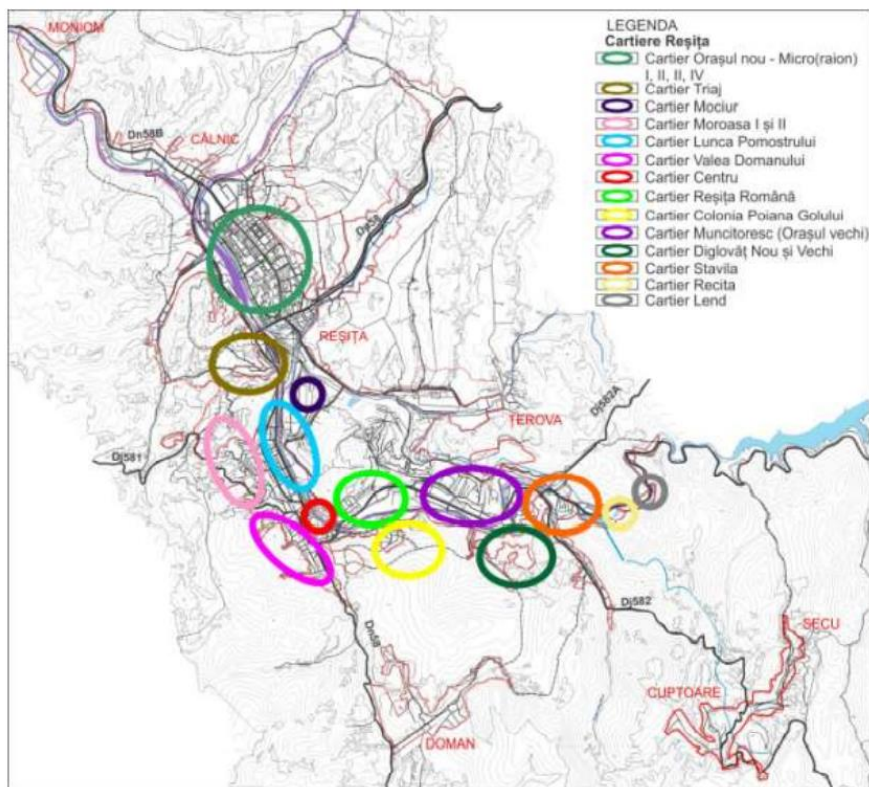 LEGENDA
Cartiere Reșița
Cartier Orașul nou - Micro(raion)
I, II, II, IV
Cartier Triaj
Cartier Mociur
Cartier Moroasa I și II
Cartier Lunca Pomostrului
Cartier Valea Domanului
Cartier Centru
Cartier Reșița Română
Cartier Colonia Poiana Golului
Cartier Muncitoresc (Orașul vechi)
Cartier Diglovăț Nou și Vechi
Cartier Stavila
Cartier Recita
Cartier Lend
MONIOM
Dn58B
CÂLNIC
Dn58
REȘIȚA
ȚEROVA
Dj582A
Dj581
Dj582
SECU
Dn58
CUPTOARE
DOMAN